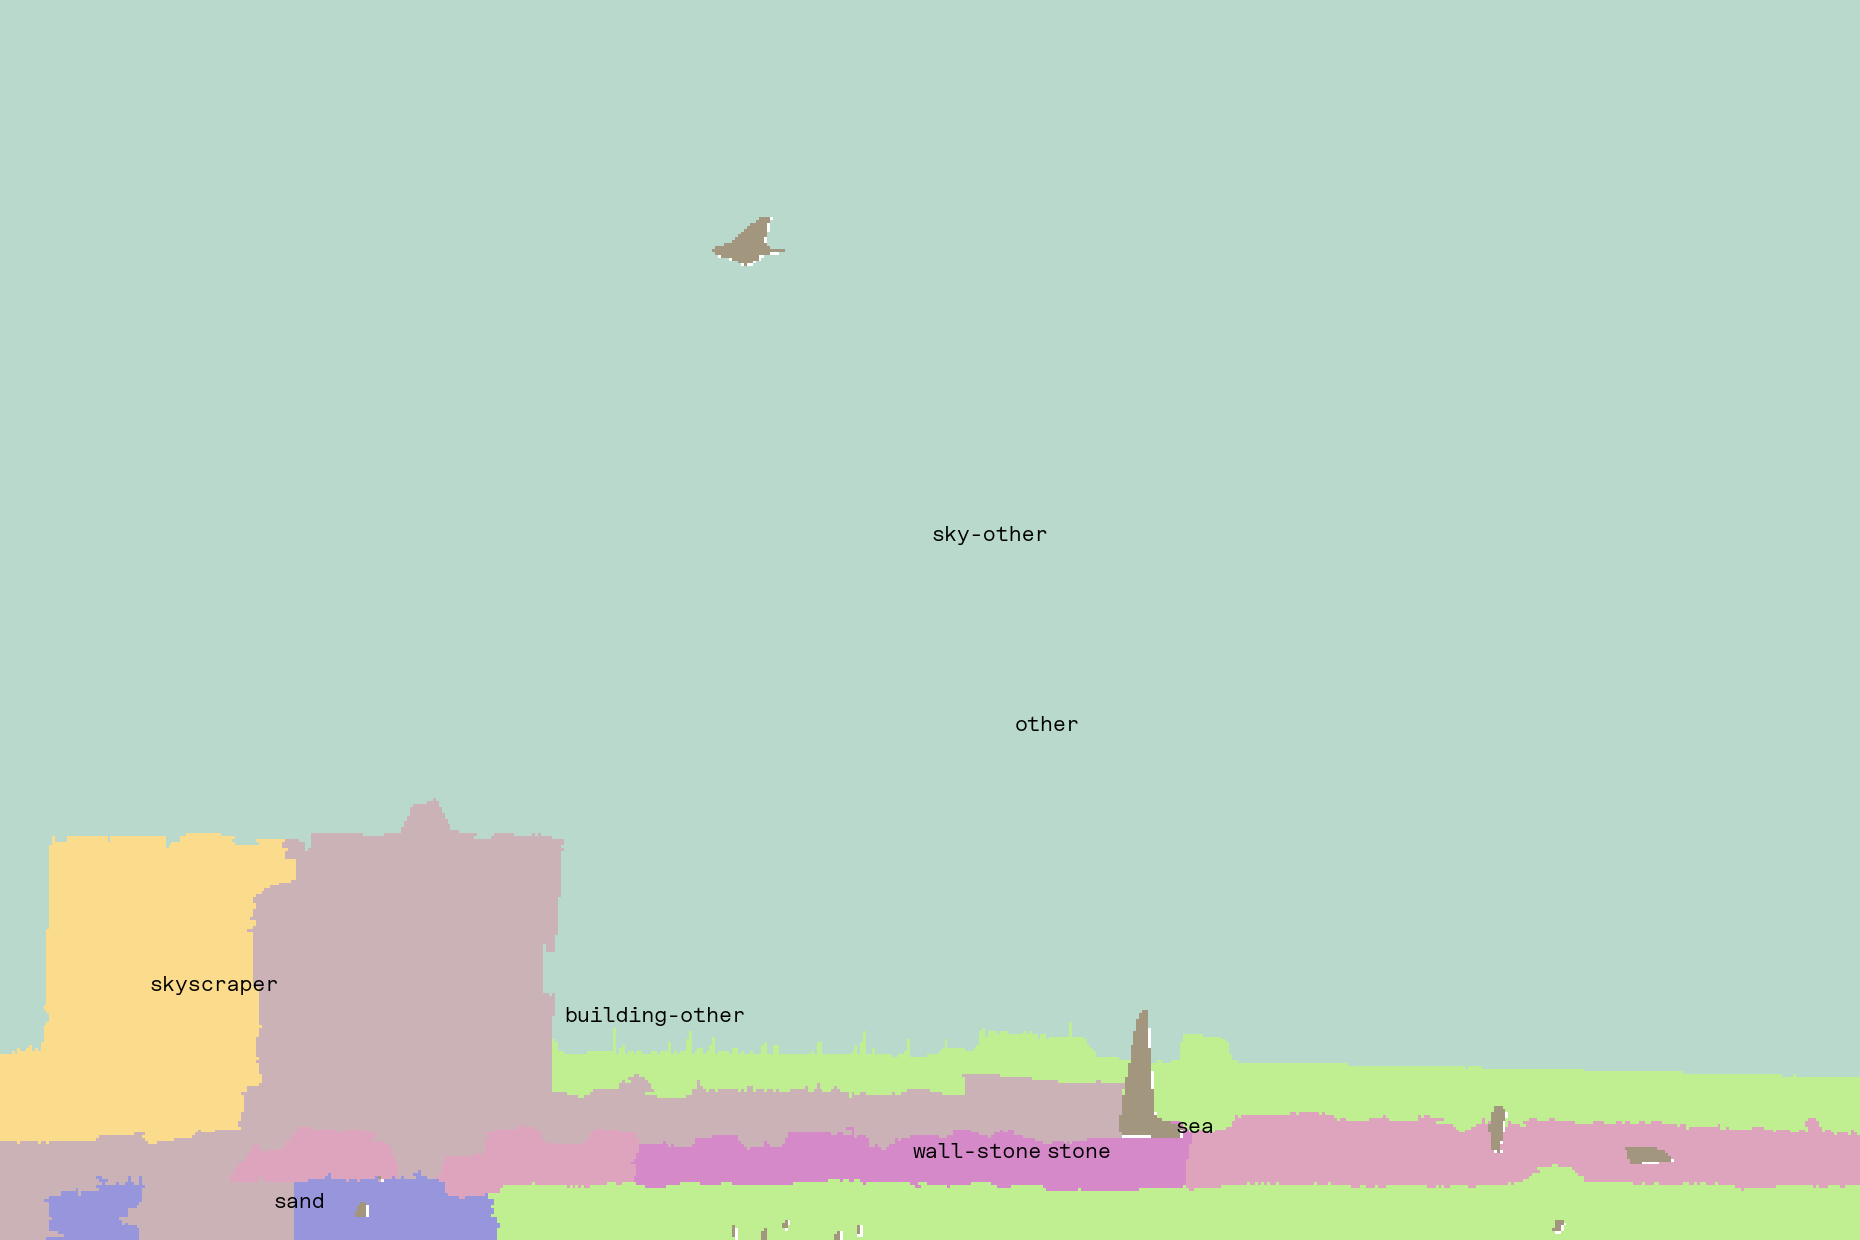 sky-other
other
skyscraper
building-other
sea
wall-stone stone
sand